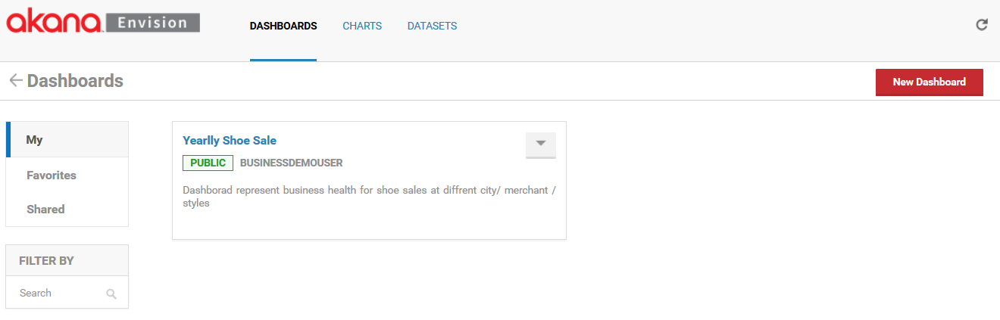 akana Envision
DASHBOARDS CHARTS DATASETS
Dashboards
New Dashboard
My
Favorites
Shared
FILTER BY
Search
Yearlly Shoe Sale
PUBLIC BUSINESSDEMOUSER
Dashborad represent business health for shoe sales at diffrent city/ merchant /
styles